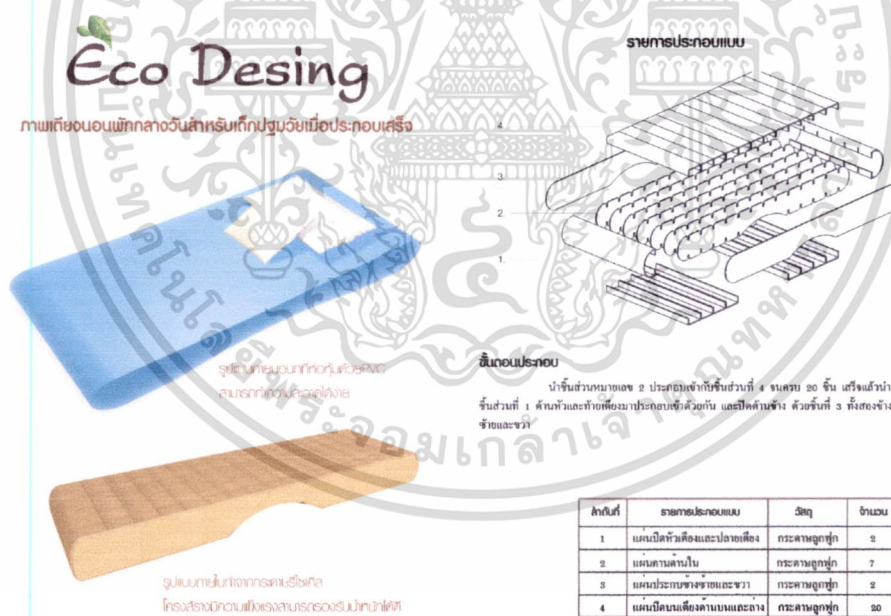 Eco Desing
ภาพเตียงนอนพักกลางวันสำหรับเด็กปฐมวัยเมื่อประกอบเสร็จ
รูปแบบภายนอกที่ห่อหุ้มด้วยPVC
สามารถทำความสะอาดได้ง่าย
รูปแบบภายในทำจากกระดาษรีไซเคิล
โครงสร้างมีความแข็งแรงสามารถรองรับน้ำหนักได้ดี
รายการประกอบแบบ
4
3
2
1
ขั้นตอนประกอบ
นำชิ้นส่วนหมายเลข 2 ประกอบเข้ากับชิ้นส่วนที่ 4 จนครบ 20 ชิ้น เสร็จแล้วนำ
ชิ้นส่วนที่ 1 ด้านหัวและท้ายเตียงมาประกอบเข้าด้วยกัน และปิดด้านข้าง ด้วยชิ้นที่ 3 ทั้งสองข้าง
ซ้ายและขวา
ลำดับที่ รายการประกอบแบบ วัสดุ จำนวน
1 แผ่นปิดหัวเตียงและปลายเตียง กระดาษลูกฟูก 2
2 แผ่นคานด้านใน กระดาษลูกฟูก 7
3 แผ่นประกบข้างซ้ายและขวา กระดาษลูกฟูก 2
4 แผ่นปิดบนเตียงด้านบนและล่าง กระดาษลูกฟูก 20